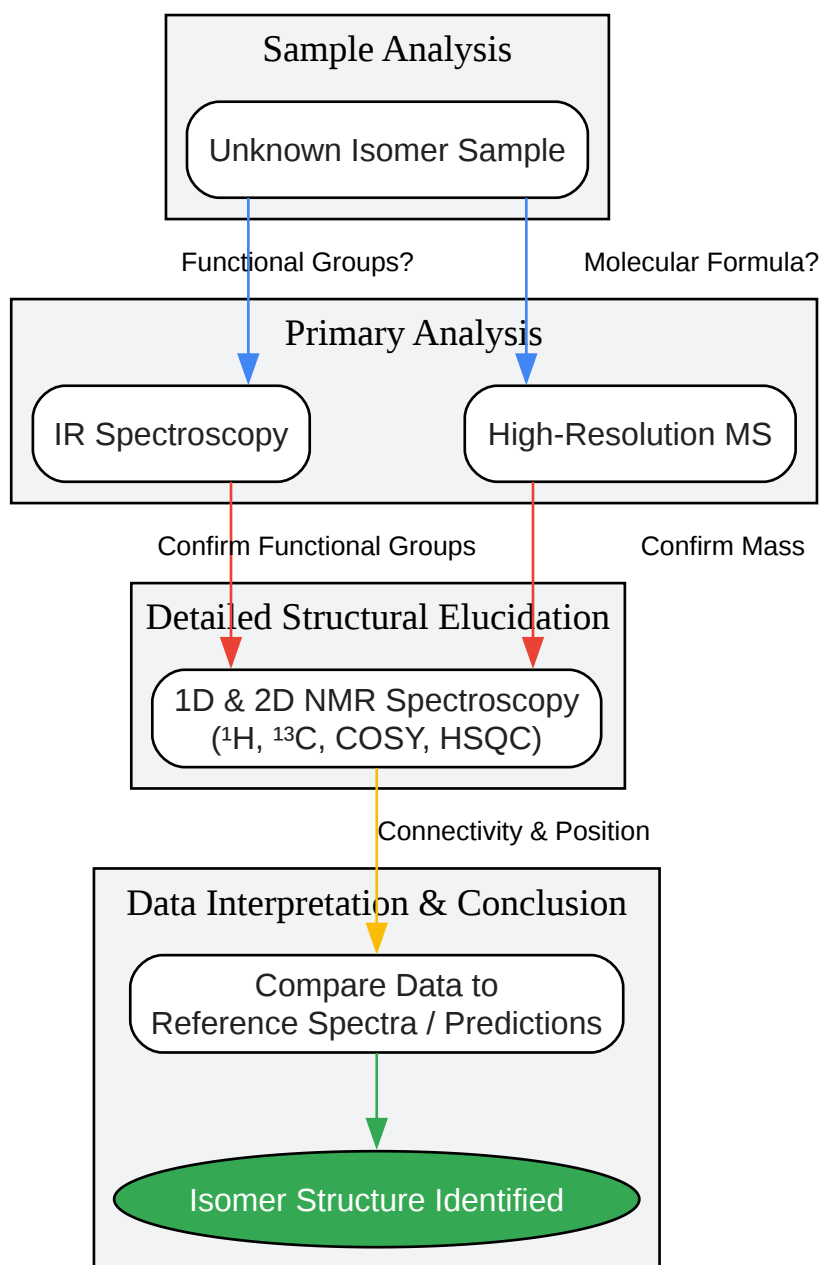 Sample Analysis
Unknown Isomer Sample
Functional Groups?
Molecular Formula?
Primary Analysis
IR Spectroscopy
High-Resolution MS
Confirm Functional Groups
Confirm Mass
Detailed Structural Elucidation
1D & 2D NMR Spectroscopy
(¹H, ¹³C, COSY, HSQC)
Connectivity & Position
Data Interpretation & Conclusion
Compare Data to
Reference Spectra / Predictions
Isomer Structure Identified